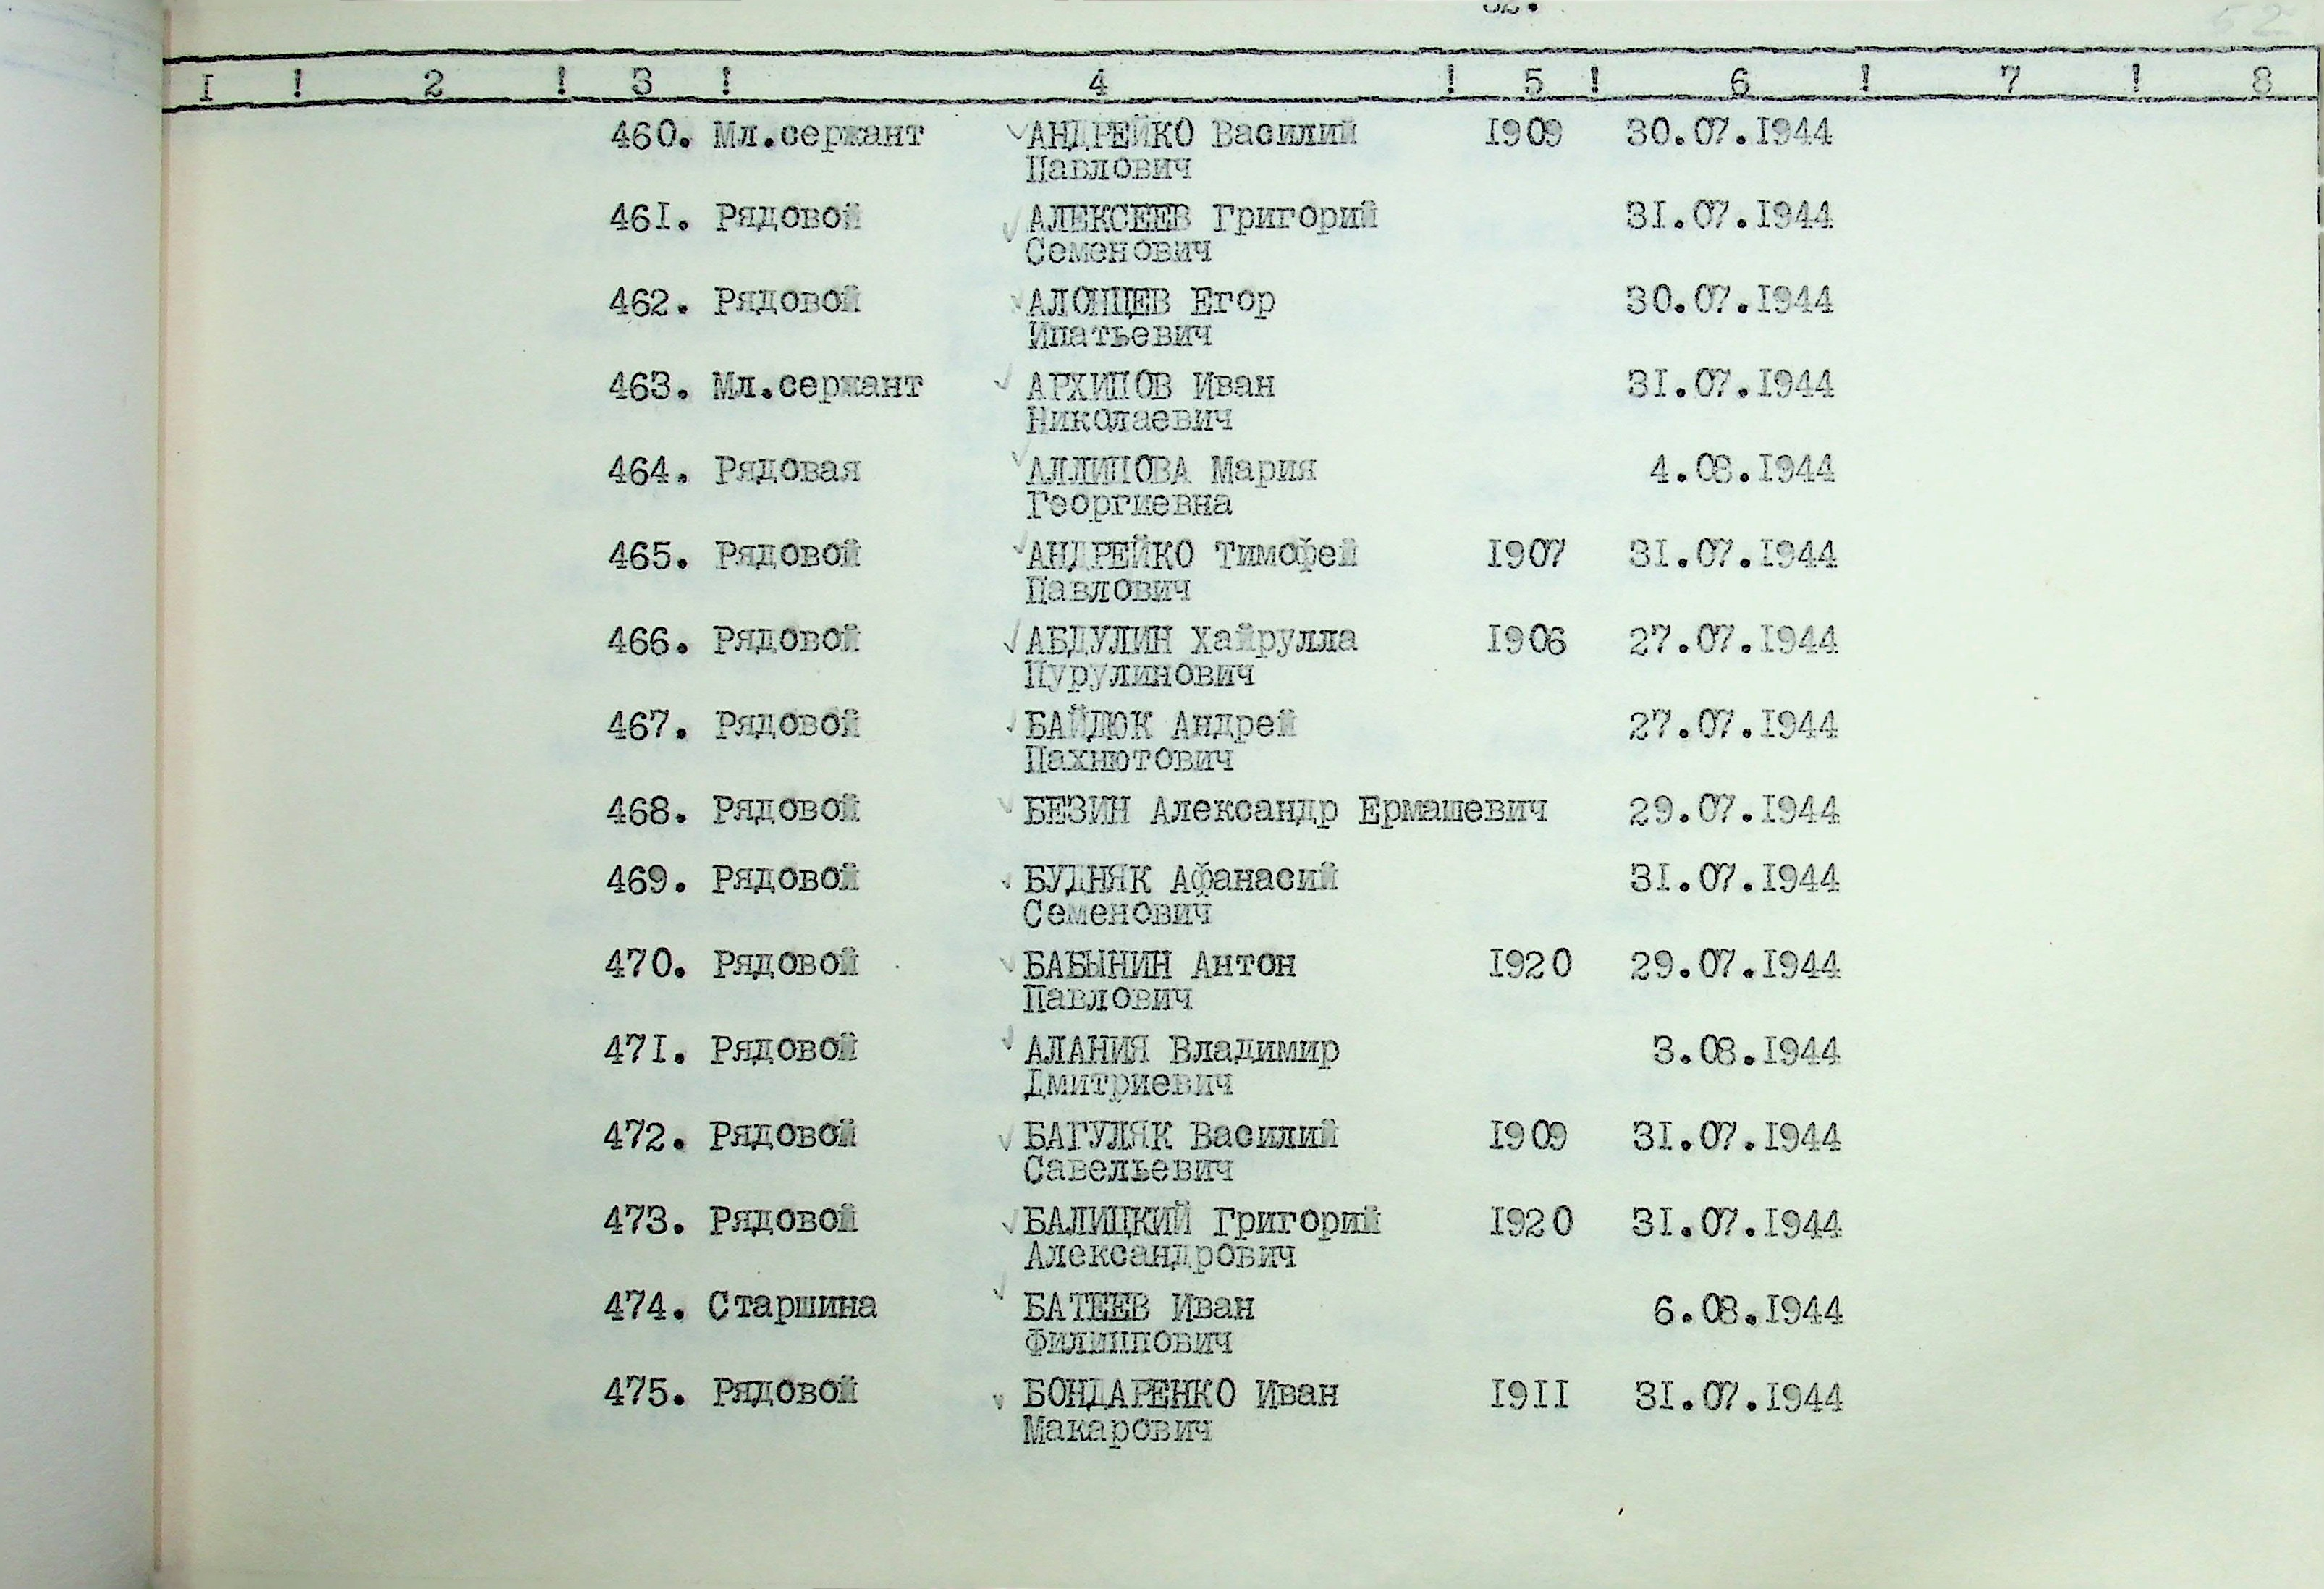 52.
52
I ! 2 ! 3 ! 4 ! 5 ! 6 ! 7 ! 8
460. Мл.сержант АНДРЕЙКО Василий 1909 30.07.1944
Павлович
461. Рядовой АЛЕКСЕЕВ Григорий 31.07.1944
Семенович
462. Рядовой АЛОНЦЕВ Егор 30.07.1944
Ипатьевич
463. Мл.сержант АРХИПОВ Иван 31.07.1944
Николаевич
464. Рядовая АЛЛИПОВА Мария 4.08.1944
Георгиевна
465. Рядовой АНДРЕЙКО Тимофей 1907 31.07.1944
Павлович
466. Рядовой АБДУЛИН Хайрулла 1906 27.07.1944
Нурулинович
467. Рядовой БАЙДЮК Андрей 27.07.1944
Пахнютович
468. Рядовой БЕЗИН Александр Ермашевич 29.07.1944
469. Рядовой БУДНЯК Афанасий 31.07.1944
Семенович
470. Рядовой БАБЫНИН Антон 1920 29.07.1944
Павлович
471. Рядовой АЛАНИЯ Владимир 3.08.1944
Дмитриевич
472. Рядовой БАГУЛЯК Василий 1909 31.07.1944
Савельевич
473. Рядовой БАЛИЦКИЙ Григорий 1920 31.07.1944
Александрович
474. Старшина БАТЕЕВ Иван 6.08.1944
Филиппович
475. Рядовой БОНДАРЕНКО Иван 1911 31.07.1944
Макарович